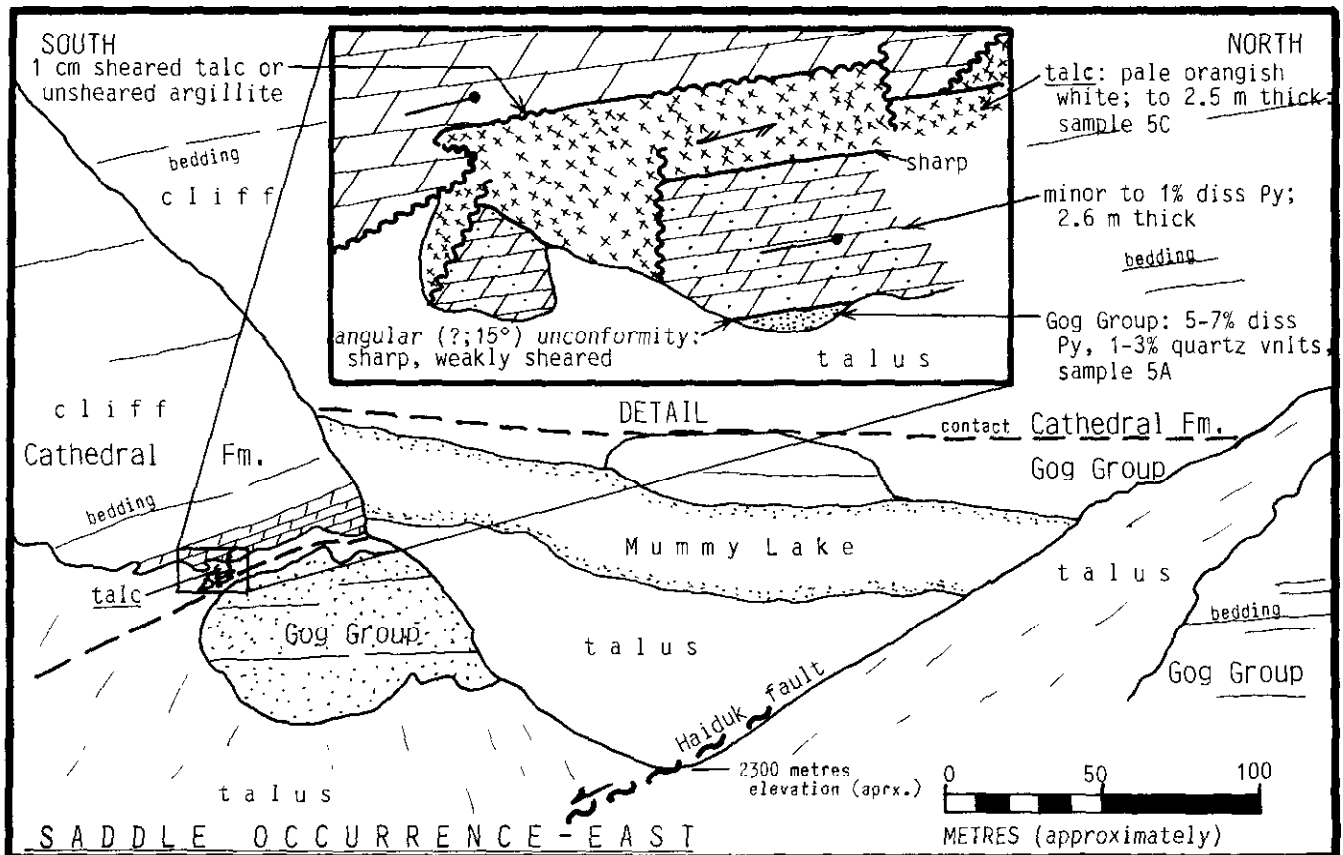 SOUTH
1 cm sheared talc or
unsheared argillite
NORTH
talc: pale orangish
white; to 2.5 m thick
sample 5C
bedding
cliff
sharp
minor to 1% diss Py;
2.6 m thick
bedding
angular (?;15°) unconformity:
sharp, weakly sheared
talus
Gog Group: 5-7% diss
Py, 1-3% quartz vnlts,
sample 5A
cliff
DETAIL
contact Cathedral Fm.
Cathedral Fm.
Gog Group
bedding
Mummy Lake
talc
talus
Gog Group
talus
bedding
Gog Group
Haiduk fault
2300 metres
elevation (aprx.)
0 50 100
talus
METRES (approximately)
SADDLE OCCURRENCE-EAST